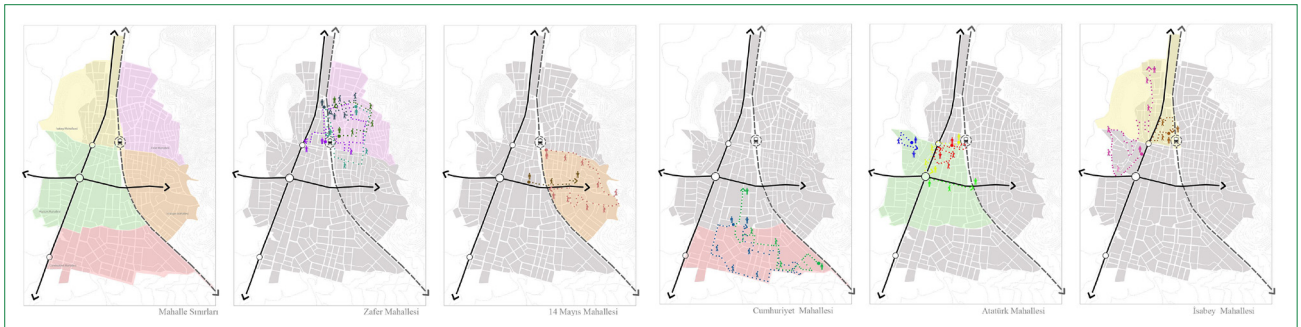 Mahalle Sınırları
Zafer Mahallesi
14 Mayıs Mahallesi
Cumhuriyet Mahallesi
Atatürk Mahallesi
İsabey Mahallesi